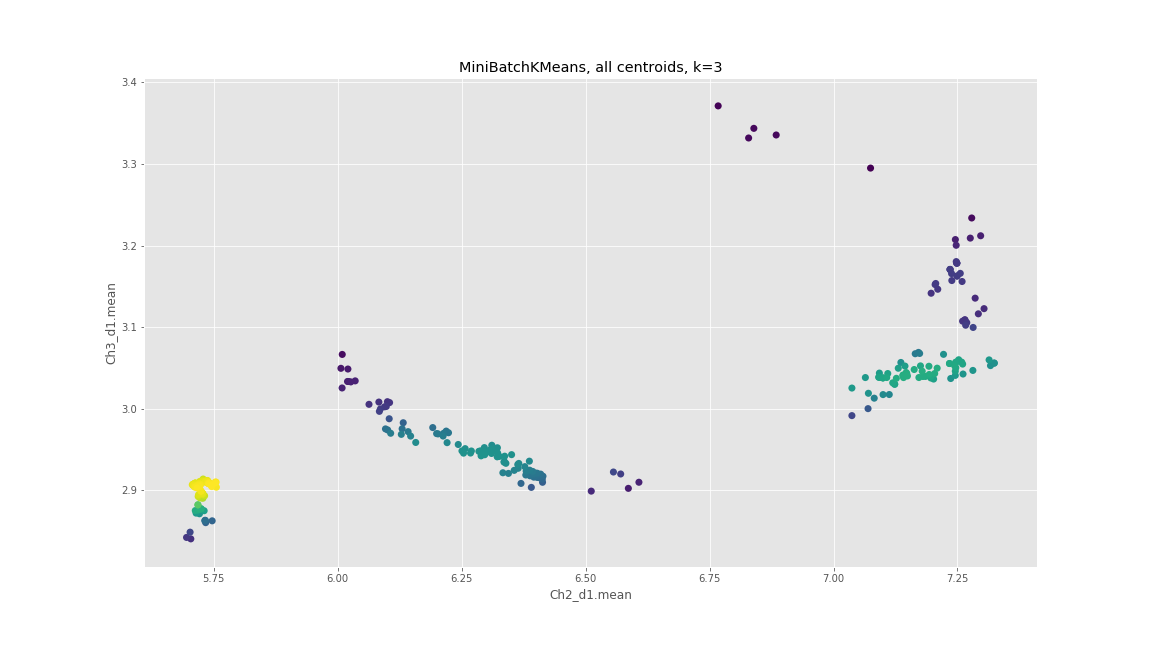 MiniBatchKMeans, all centroids, k=3
3.4
3.3
3.2
3.1
3.0
2.9
Ch3_d1.mean
5.75 6.00 6.25 6.50 6.75 7.00 7.25
Ch2_d1.mean